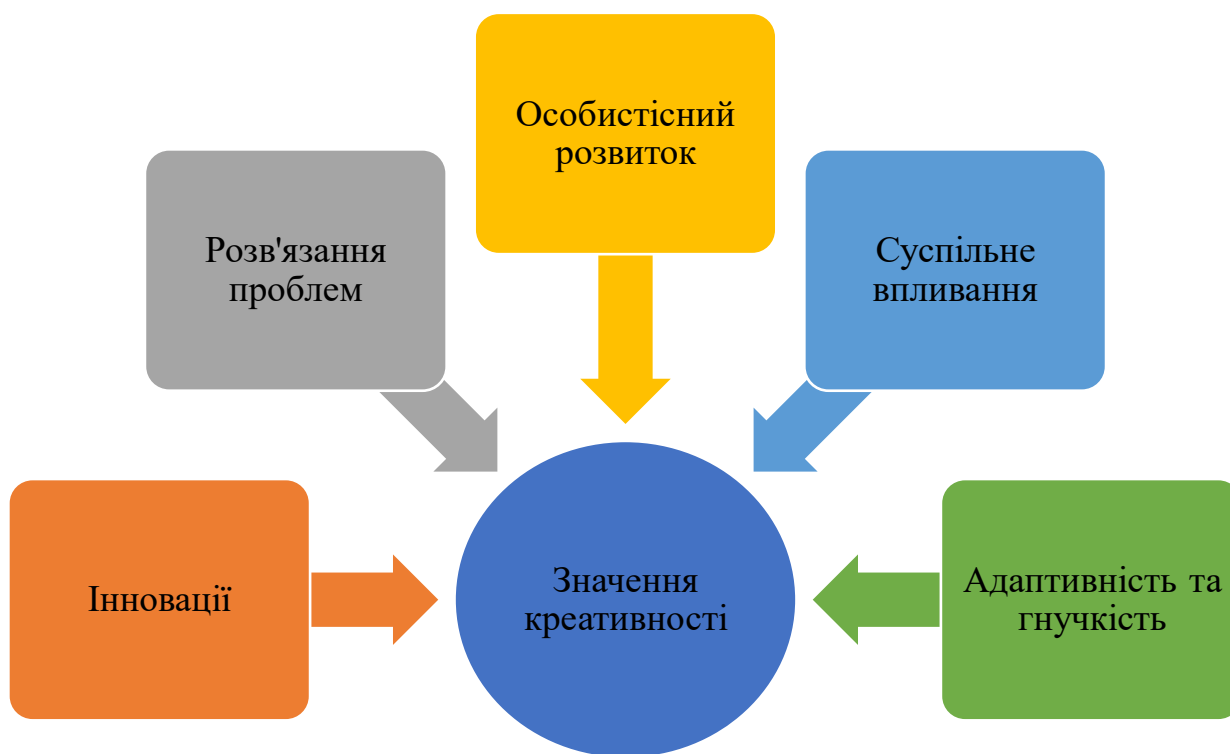 Особистісний
розвиток
Розв'язання
проблем
Суспільне
впливання
Інновації
Значення
креативності
Адаптивність та
гнучкість